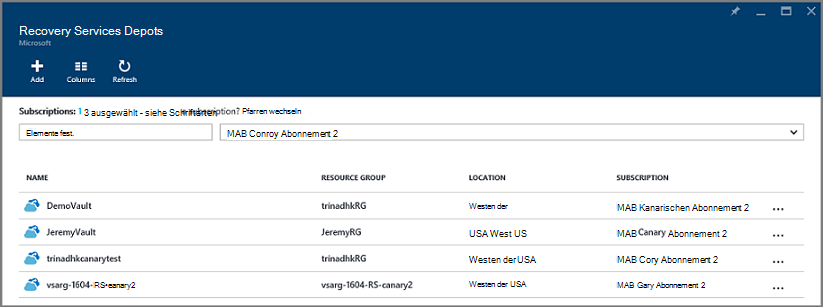 Recovery Services Depots
Microsoft
Add Columns Refresh
Subscriptions: 1 3 ausgewählt - siehe Schriftarten subscription? Pfarren wechseln
Elemente fest. MAB Conroy Abonnement 2
NAME RESOURCE GROUP LOCATION SUBSCRIPTION
DemoVault trinadhkRG Westen der MAB Kanarischen Abonnement 2 ...
JeremyVault JeremyRG USA West US MAB Canary Abonnement 2 ...
trinadhkcanarytest trinadhkRG Westen derUSA MAB Cory Abonnement 2 ...
vsarg-1604-RS-canary2 vsarg-1604-RS-canary2 Westen der USA MAB Gary Abonnement 2 ...